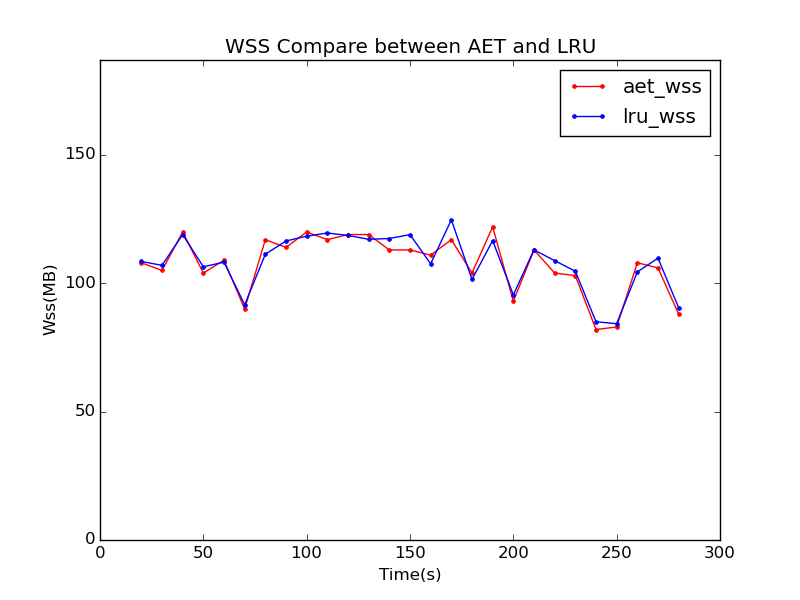 WSS Compare between AET and LRU
aet_wss
lru_wss
150
100
50
0
Wss(MB)
0 50 100 150 200 250 300
Time(s)